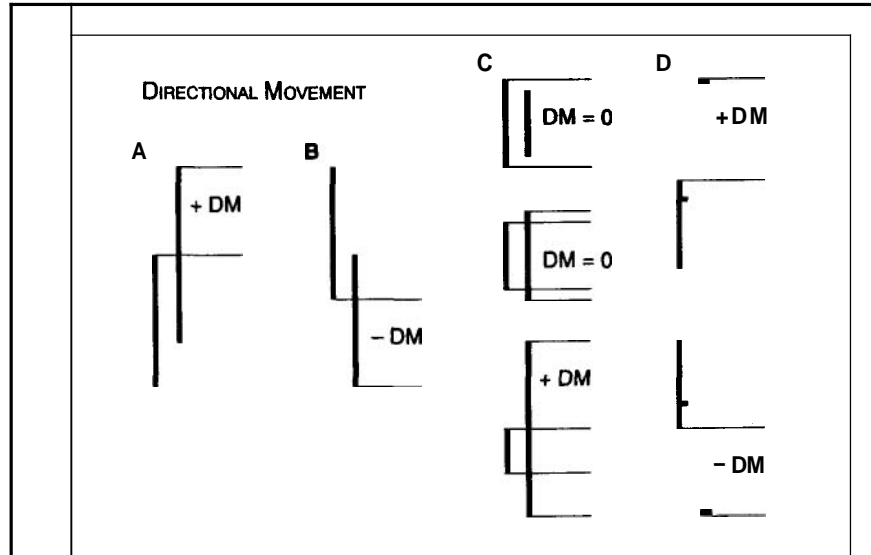 DIRECTIONAL MOVEMENT
A
+ DM
B
– DM
C
DM = 0
DM = 0
+ DM
D
+DM
– DM